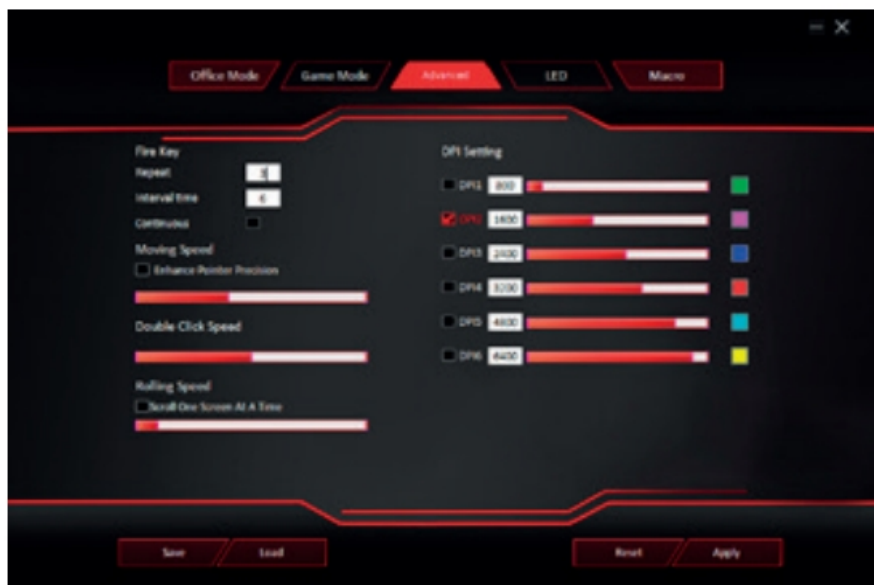 Office Mode Game Mode Advanced LED Macro
Fire Key
Repeat 3
Interval time 6
Continuous
Moving Speed
Enhance Pointer Precision
Double Click Speed
Rolling Speed
Scroll One Screen At A Time
DPI Setting
DPI1 800
DPI2 1600
DPI3 2400
DPI4 3200
DPI5 4800
DPI6 6400
Save Load Reset Apply